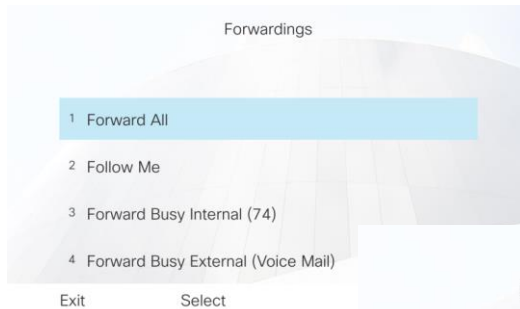 Forwardings
1 Forward All
2 Follow Me
3 Forward Busy Internal (74)
4 Forward Busy External (Voice Mail)
Exit Select